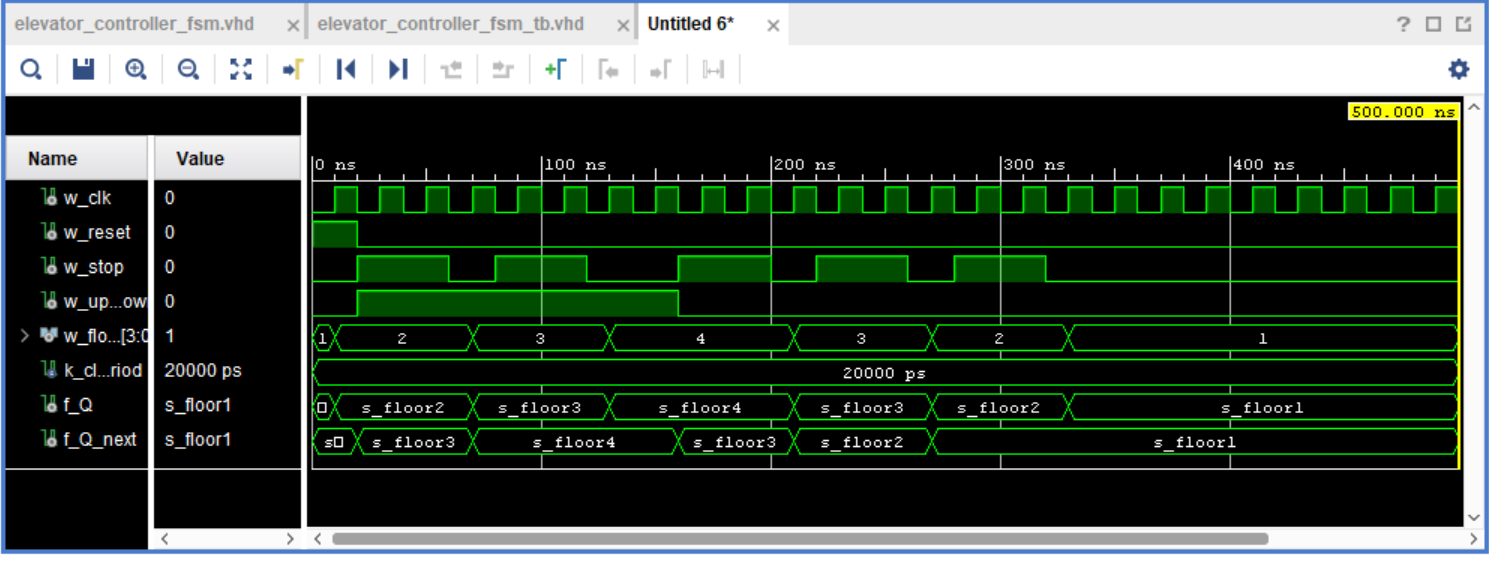 elevator_controller_fsm.vhd × elevator_controller_fsm_tb.vhd × Untitled 6* × ?
500.000 ns
Name Value 0 ns 100 ns 200 ns 300 ns 400 ns
w_clk 0
w_reset 0
w_stop 0
w_up...ow 0
w_flo...[3:0 1 1 2 3 4 3 2 1
k_cl...riod 20000 ps 20000 ps
f_Q s_floor1 s_floor2 s_floor3 s_floor4 s_floor3 s_floor2 s_floor1
f_Q_next s_floor1 s s_floor3 s_floor4 s_floor3 s_floor2 s_floor1